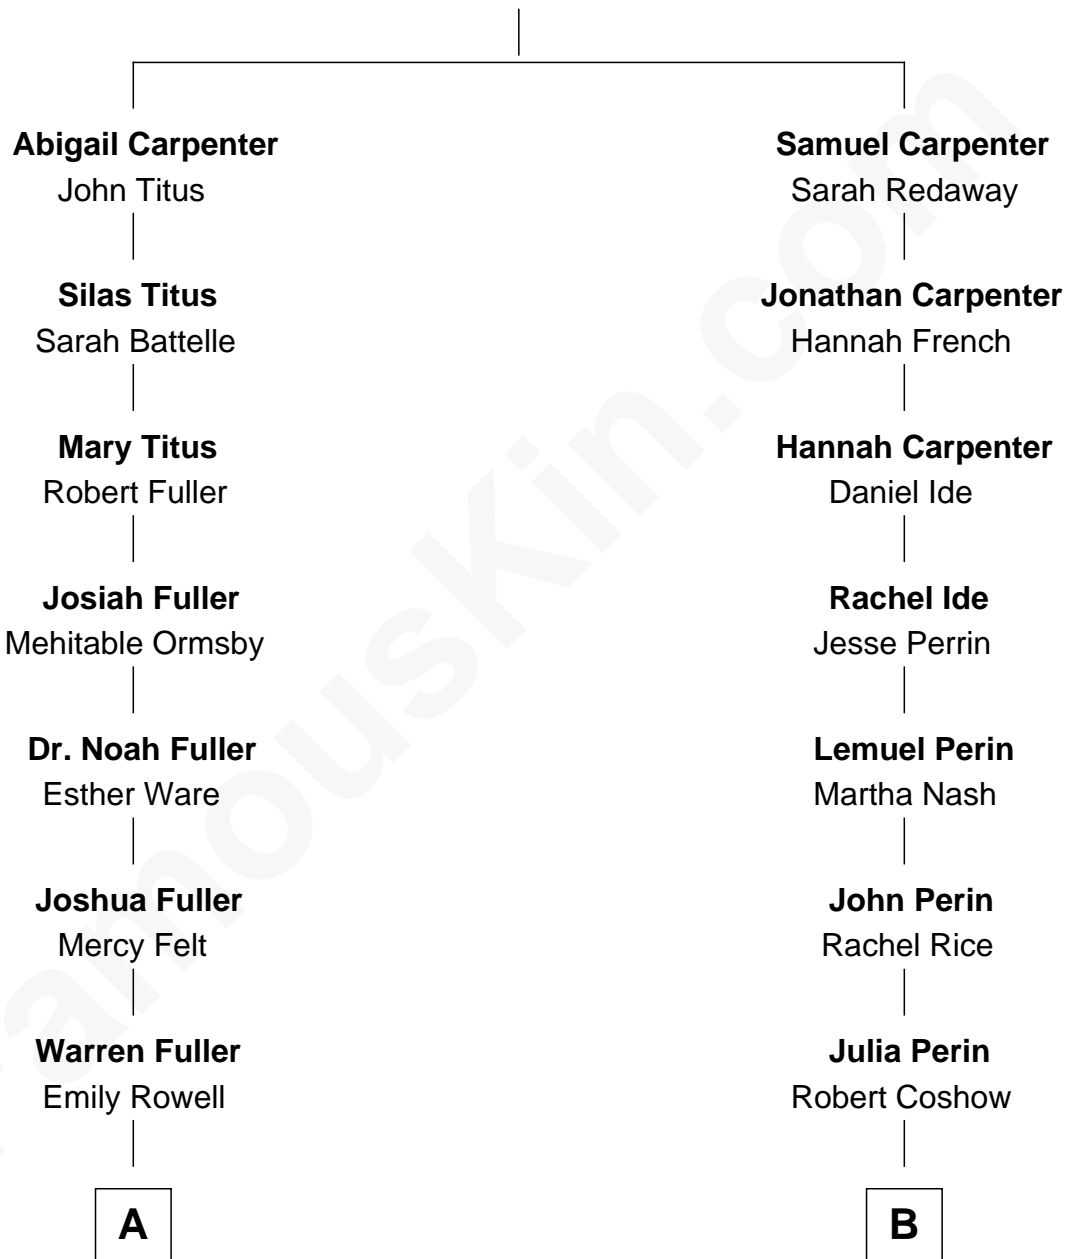 Abigail Carpenter
John Titus
Silas Titus
Sarah Battelle
Mary Titus
Robert Fuller
Josiah Fuller
Mehitable Ormsby
Dr. Noah Fuller
Esther Ware
Joshua Fuller
Mercy Felt
Warren Fuller
Emily Rowell
A
Samuel Carpenter
Sarah Redaway
Jonathan Carpenter
Hannah French
Hannah Carpenter
Daniel Ide
Rachel Ide
Jesse Perrin
Lemuel Perin
Martha Nash
John Perin
Rachel Rice
Julia Perin
Robert Coshow
B
FamousKin.com